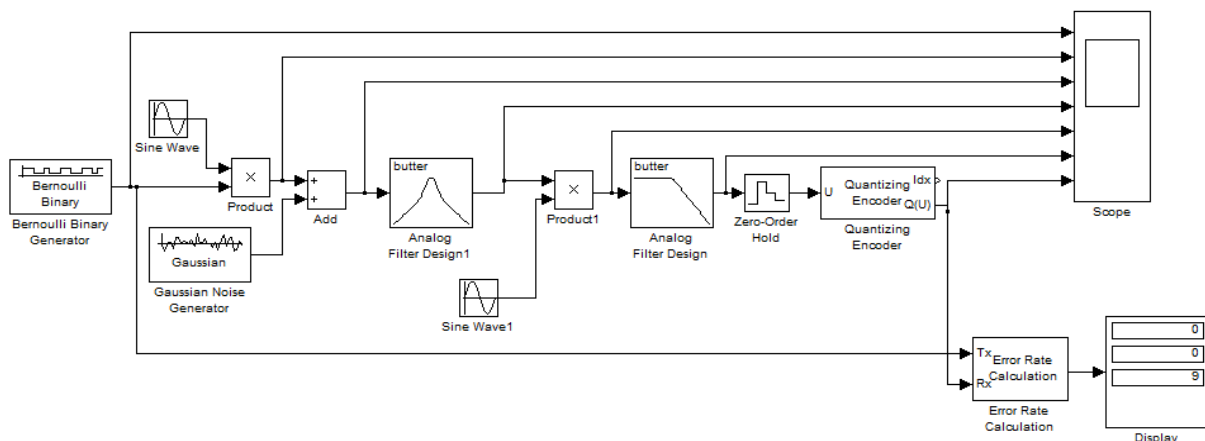 Scope
Sine Wave
Bernoulli
Binary
Bernoulli Binary
Generator
×
Product
+
+
Add
Gaussian
Gaussian Noise
Generator
butter
Analog
Filter Design1
×
Product1
Sine Wave1
butter
Analog
Filter Design
Zero-Order
Hold
U
Quantizing
Encoder
Idx
Q(U)
Quantizing
Encoder
Tx
Rx
Error Rate
Calculation
Error Rate
Calculation
0
0
9
Display